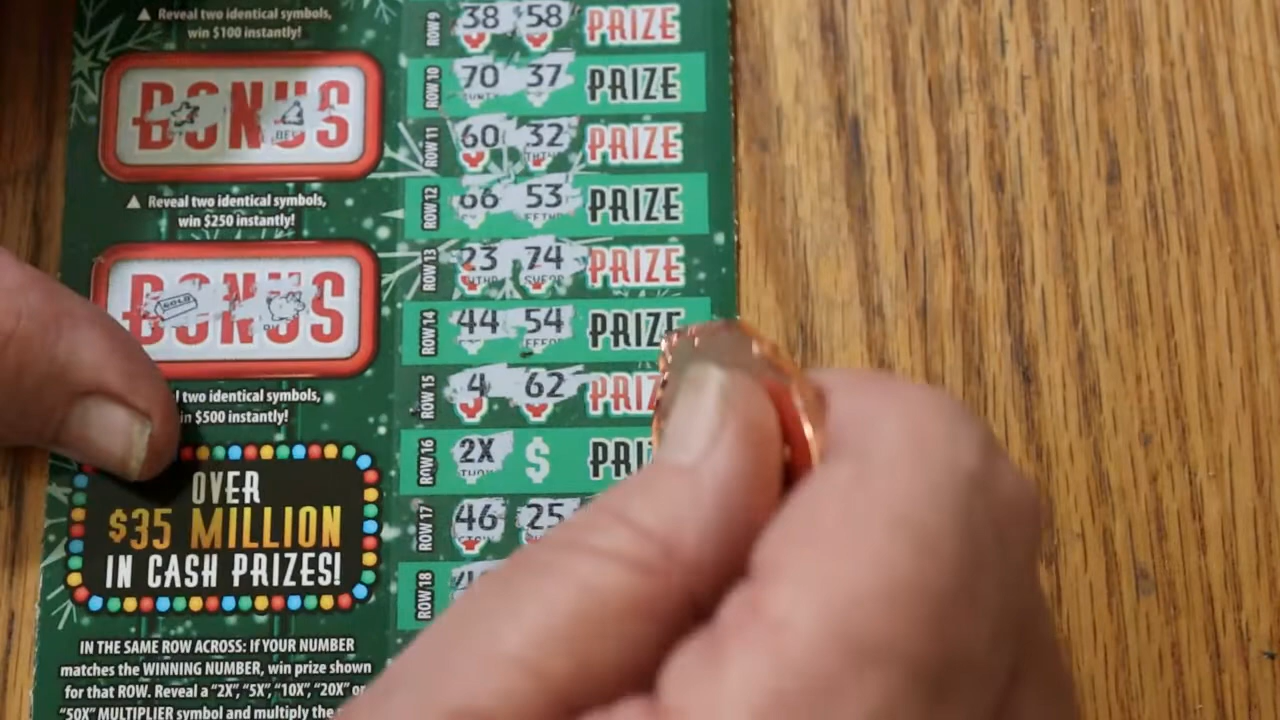 ▲ Reveal two identical symbols,
win $100 instantly!
BONUS
▲ Reveal two identical symbols,
win $250 instantly!
BONUS
GOLD
two identical symbols,
$500 instantly!
OVER
$35 MILLION
IN CASH PRIZES!
IN THE SAME ROW ACROSS: If YOUR NUMBER
matches the WINNING NUMBER, win prize shown
for that ROW. Reveal a "2X", "5X", "10X", "20X" or
"50X" MULTIPLIER symbol and multiply the
ROW 9 38 58 PRIZE
ROW 10 70 37 PRIZE
ROW 11 60 32 PRIZE
ROW 12 66 53 PRIZE
ROW 13 23 74 PRIZE
ROW 14 44 54 PRIZE
ROW 15 4 62 PRIZ
ROW 16 2X $ PRI
ROW 17 46 25
ROW 18